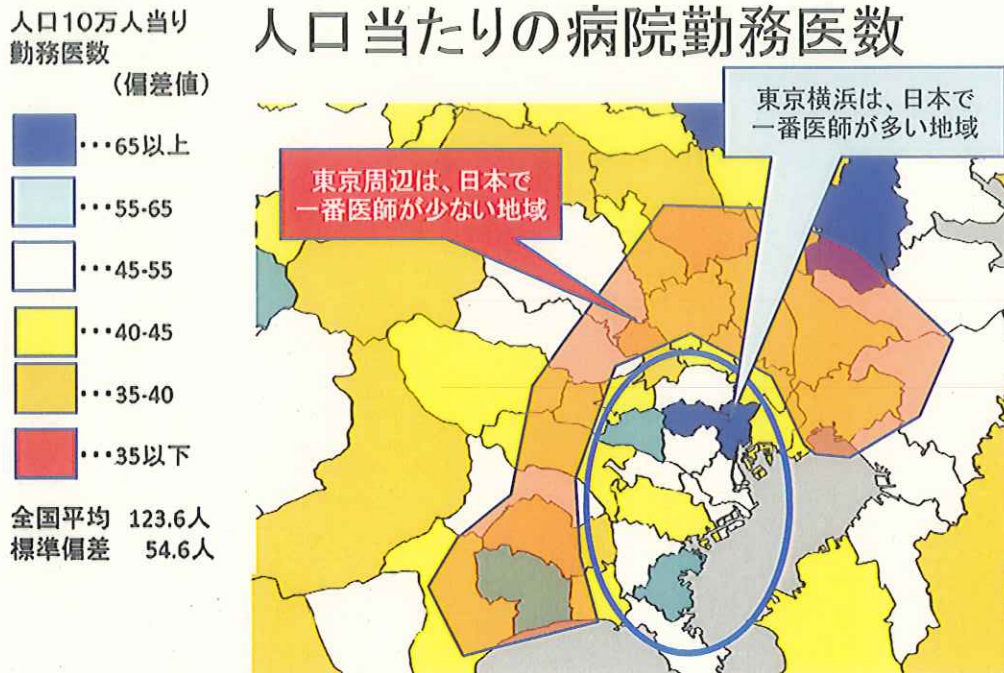 人口10万人当り
勤務医数
(偏差値)
人口当たりの病院勤務医数
東京横浜は、日本で
一番医師が多い地域
東京周辺は、日本で
一番医師が少ない地域
…65以上
…55-65
…45-55
…40-45
…35-40
…35以下
全国平均 123.6人
標準偏差 54.6人